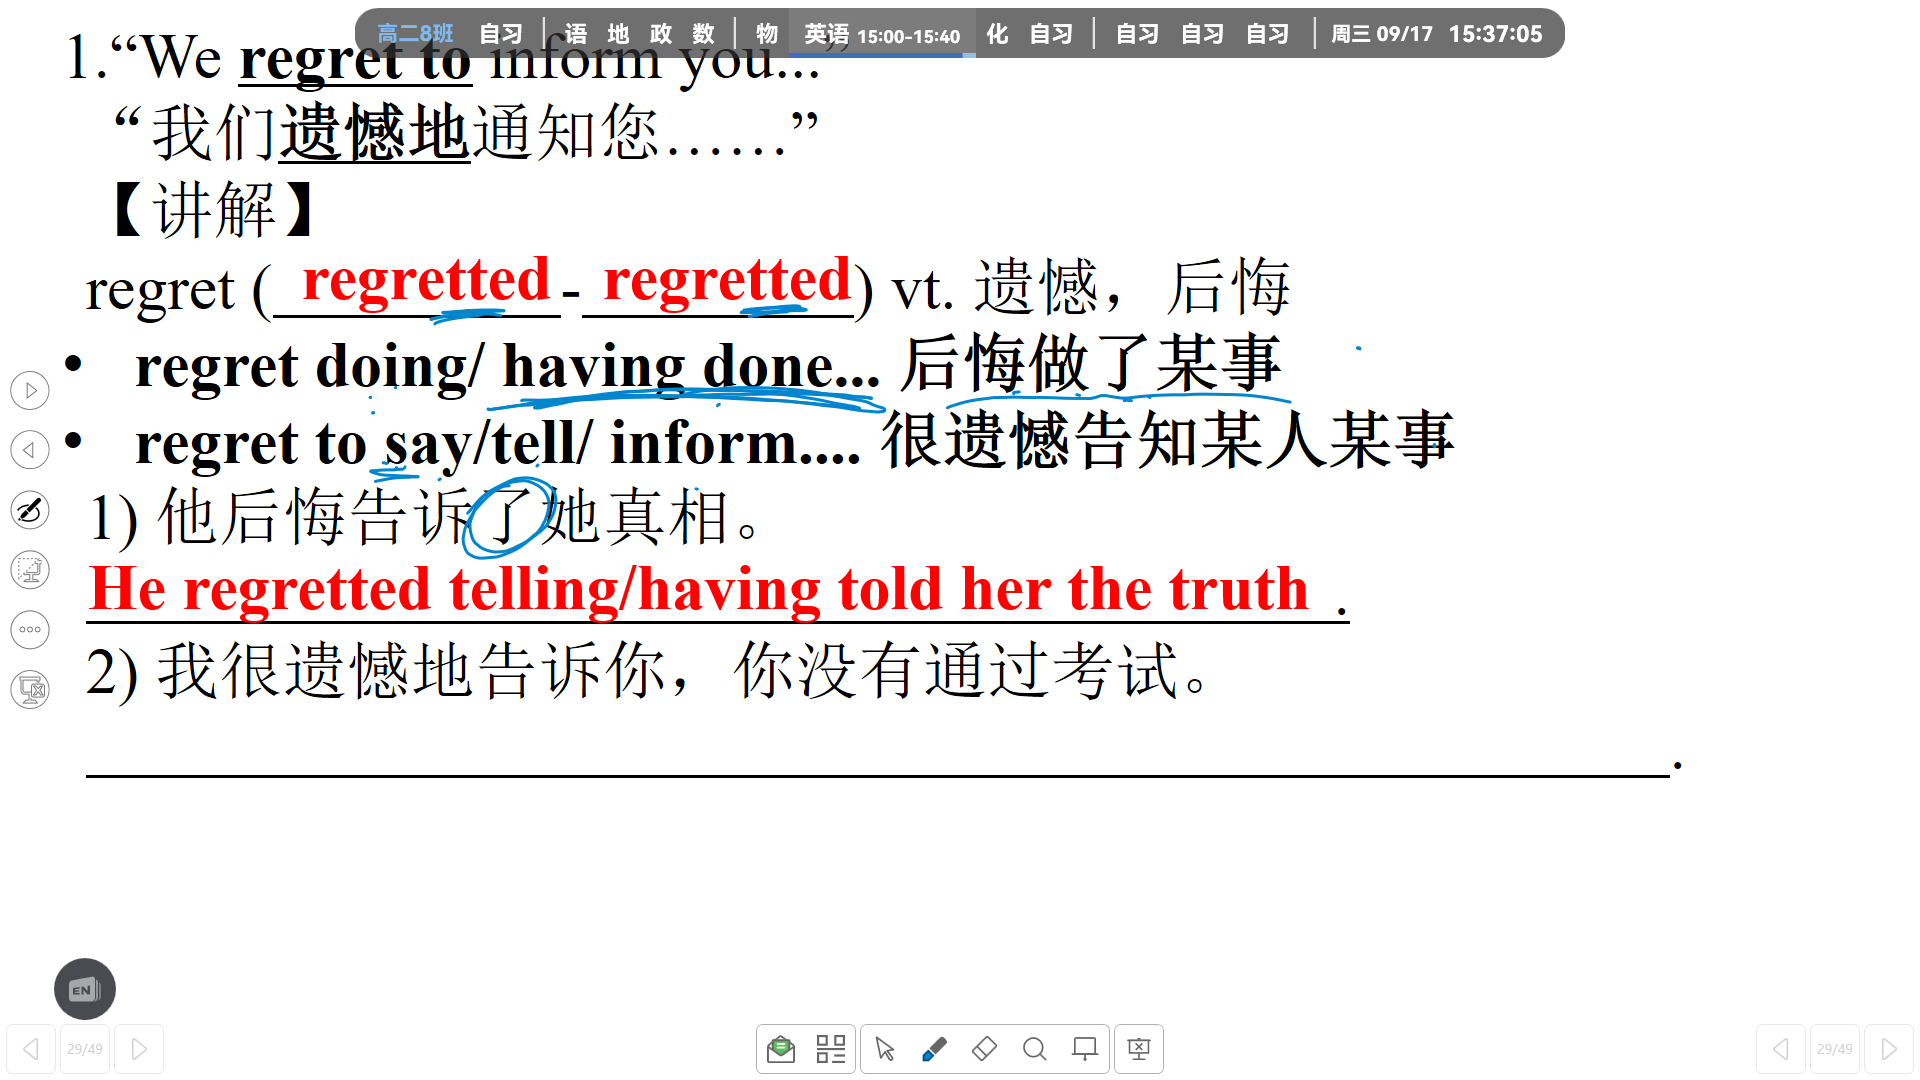 高二8班 自习 语 地 政 数 物 英语 15:00-15:40 化 自习 自习 自习 自习 周三 09/17 15:37:05
1.“We regret to inform you...”
“我们遗憾地通知您……”
【讲解】
regret ( regretted - regretted ) vt. 遗憾，后悔
• regret doing/ having done... 后悔做了某事
• regret to say/tell/ inform.... 很遗憾告知某人某事
1) 他后悔告诉了她真相。
He regretted telling/having told her the truth .
2) 我很遗憾地告诉你，你没有通过考试。
.
EN
29/49
29/49